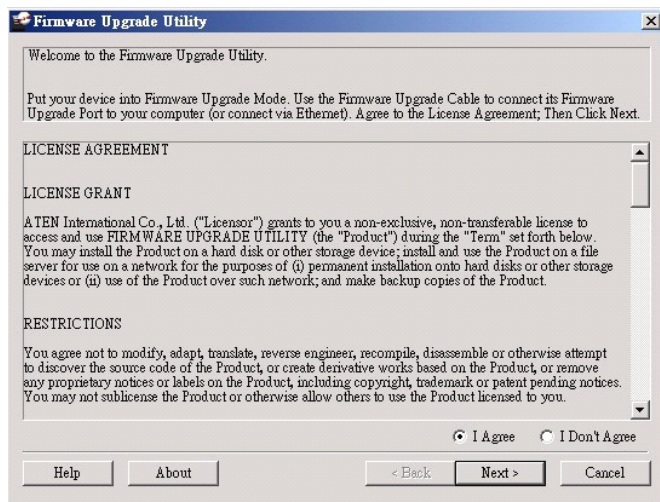 Firmware Upgrade Utility
Welcome to the Firmware Upgrade Utility.
Put your device into Firmware Upgrade Mode. Use the Firmware Upgrade Cable to connect its Firmware
Upgrade Port to your computer (or connect via Ethernet). Agree to the License Agreement; Then Click Next.
LICENSE AGREEMENT
LICENSE GRANT
ATEN International Co., Ltd. ("Licensor") grants to you a non-exclusive, non-transferable license to
access and use FIRMWARE UPGRADE UTILITY (the "Product") during the "Term" set forth below.
You may install the Product on a hard disk or other storage device; install and use the Product on a file
server for use on a network for the purposes of (i) permanent installation onto hard disks or other storage
devices or (ii) use of the Product over such network; and make backup copies of the Product.
RESTRICTIONS
You agree not to modify, adapt, translate, reverse engineer, recompile, disassemble or otherwise attempt
to discover the source code of the Product, or create derivative works based on the Product, or remove
any proprietary notices or labels on the Product, including copyright, trademark or patent pending notices.
You may not sublicense the Product or otherwise allow others to use the Product licensed to you.
I Agree I Don't Agree
Help About < Back Next > Cancel